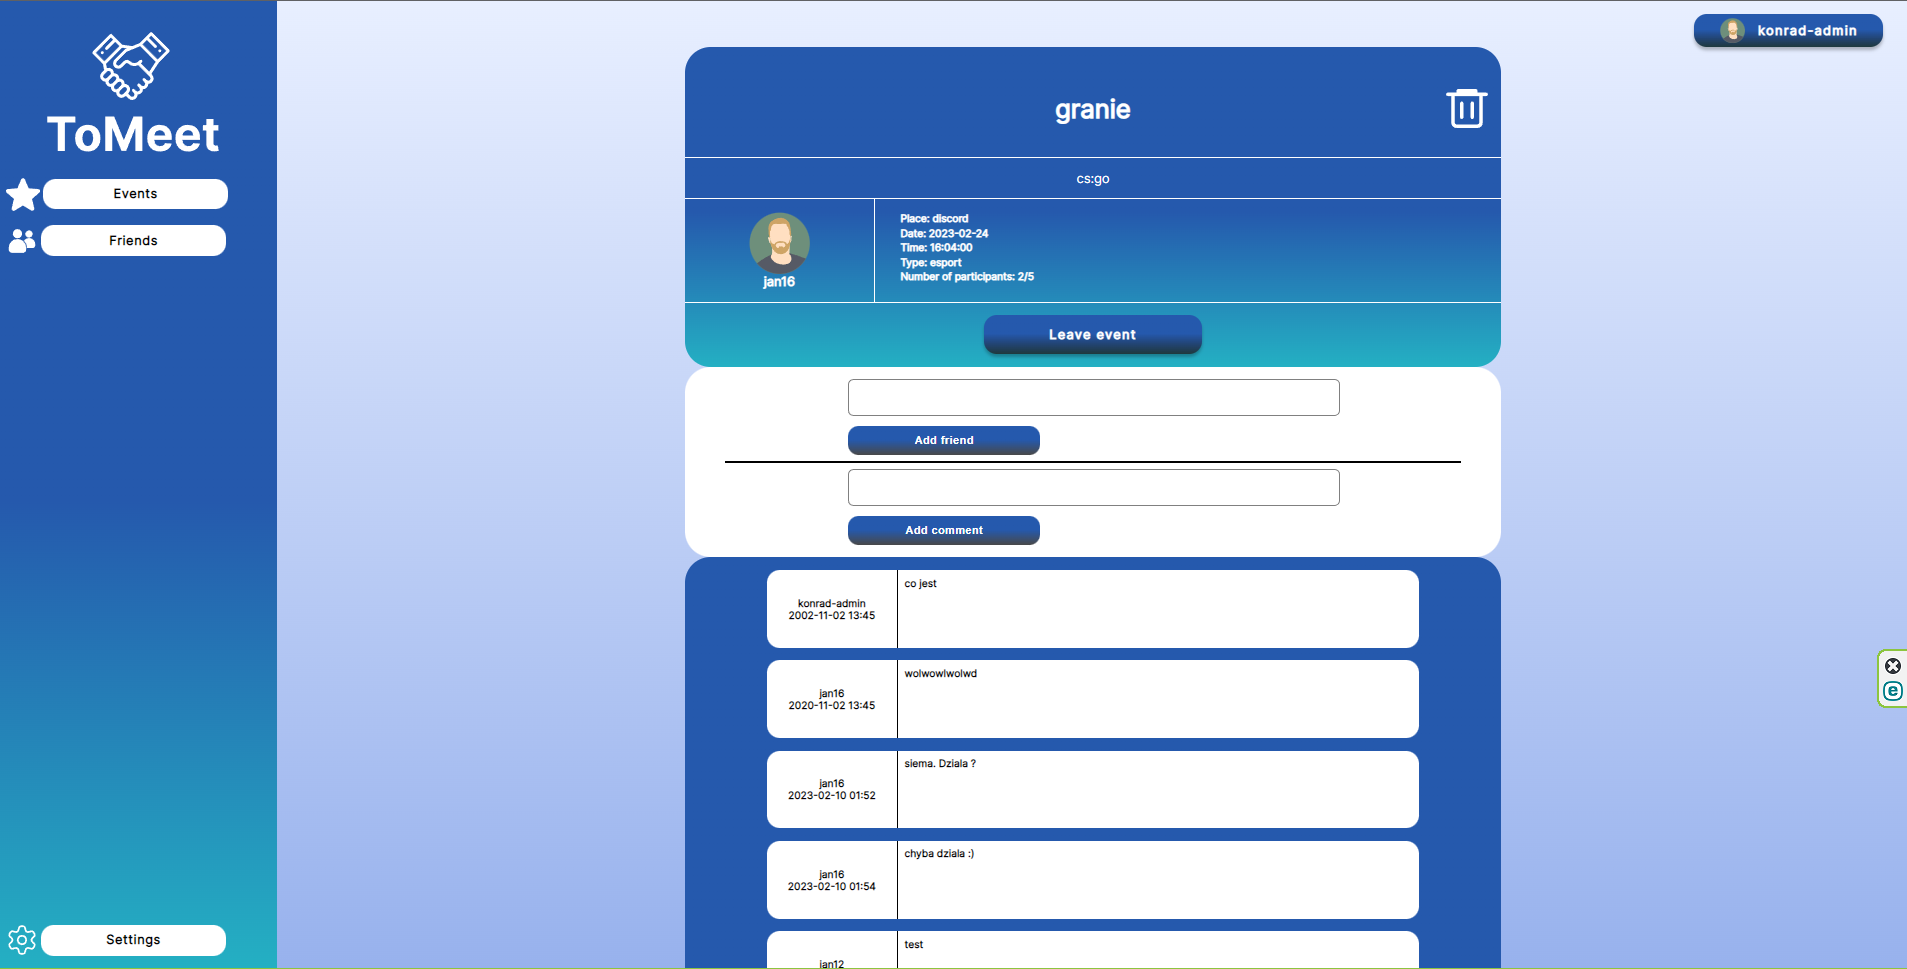 ToMeet
Events
Friends
Settings
konrad-admin
granie
cs:go
jan16
Place: discord
Date: 2023-02-24
Time: 16:04:00
Type: esport
Number of participants: 2/5
Leave event
Add friend
Add comment
konrad-admin
2002-11-02 13:45
co jest
jan16
2020-11-02 13:45
wolwowlwolwd
jan16
2023-02-10 01:52
siema. Dziala ?
jan16
2023-02-10 01:54
chyba dziala :)
jan12
test
e